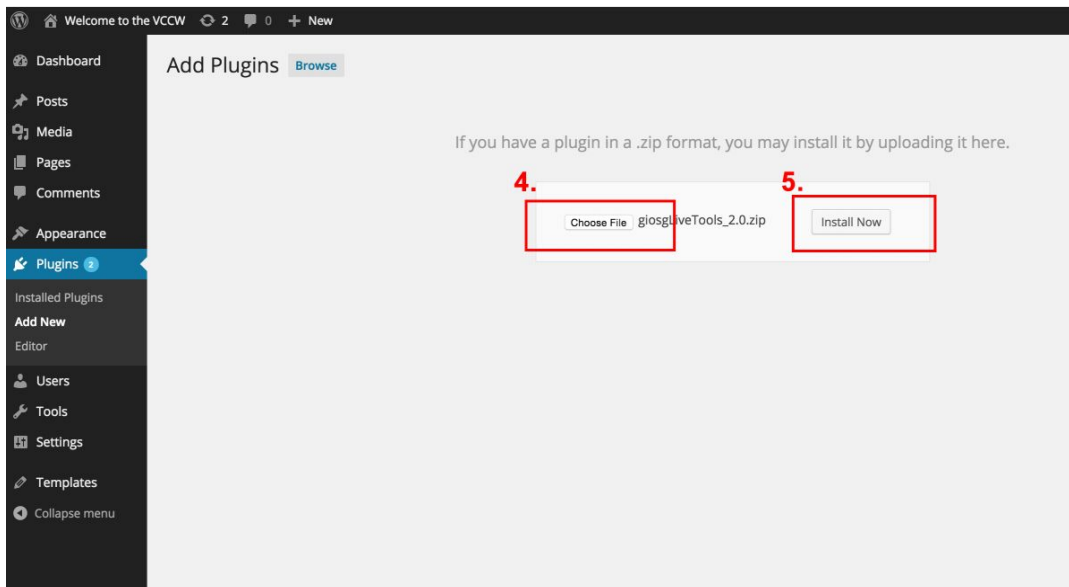 Welcome to the VCCW 2 0 + New
Dashboard
Add Plugins Browse
Posts
Media
Pages
Comments
Appearance
Plugins 2
Installed Plugins
Add New
Editor
Users
Tools
Settings
Templates
Collapse menu
If you have a plugin in a .zip format, you may install it by uploading it here.
4. 5.
Choose File giosgLiveTools_2.0.zip Install Now